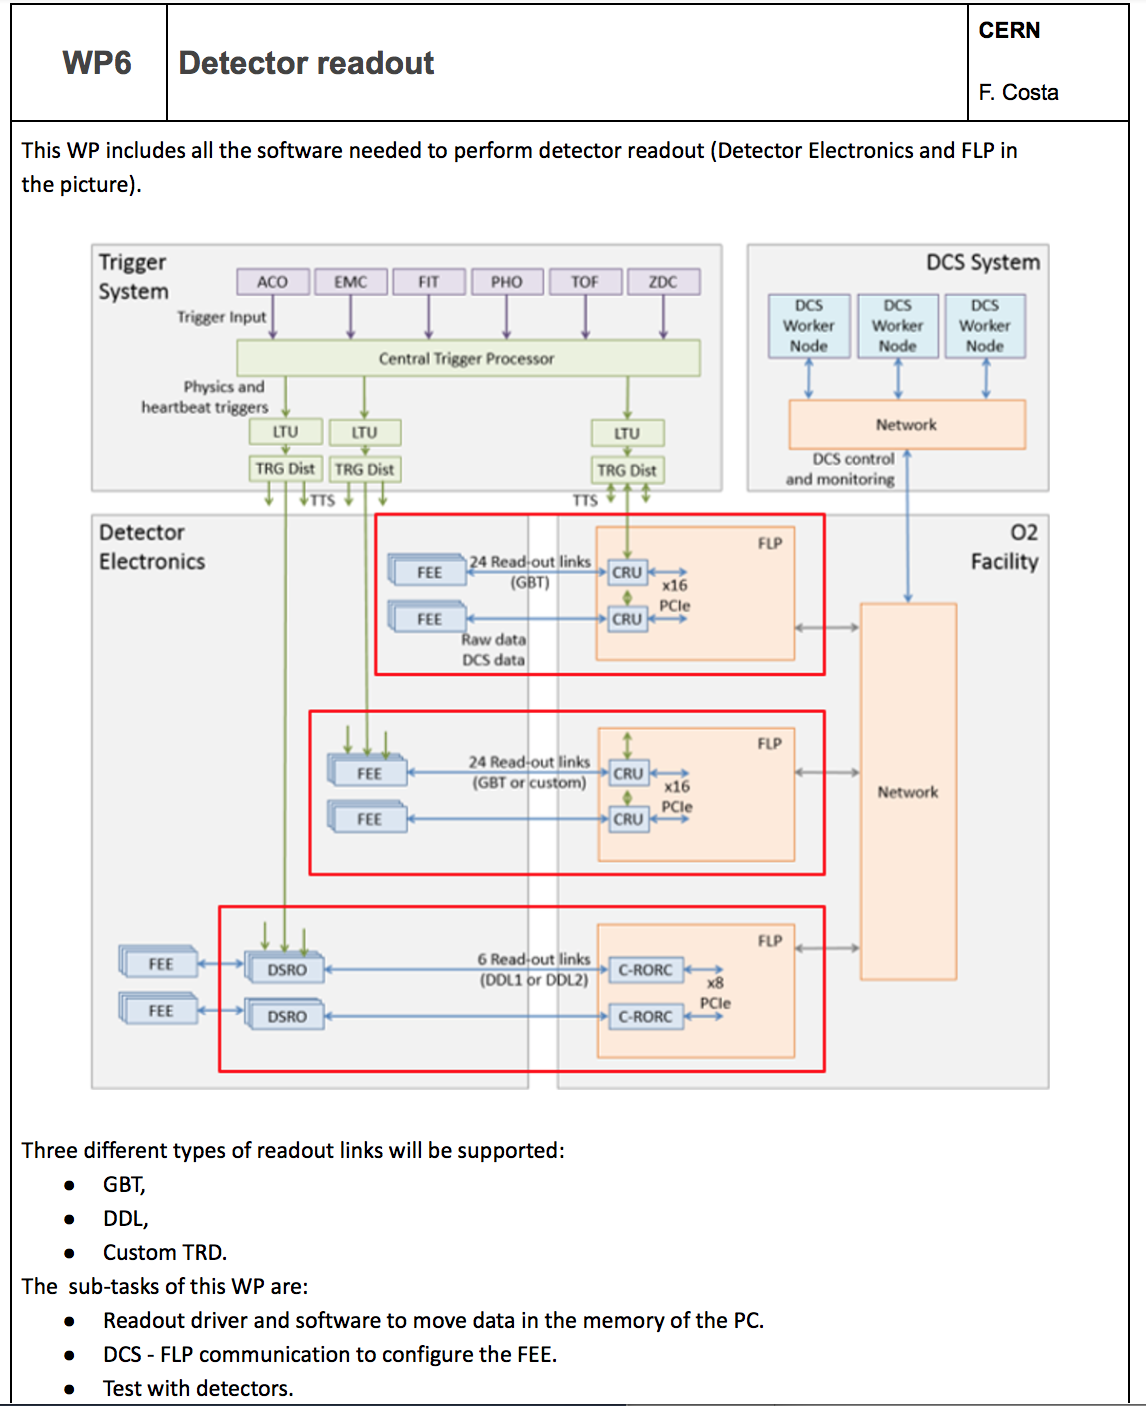 WP6
Detector readout
CERN
F. Costa
This WP includes all the software needed to perform detector readout (Detector Electronics and FLP in
the picture).
Trigger
System
ACO
EMC
FIT
PHO
TOF
ZDC
Trigger Input
Central Trigger Processor
Physics and
heartbeat triggers
LTU
LTU
LTU
TRG Dist
TRG Dist
TRG Dist
TTS
TTS
DCS System
DCS
Worker
Node
DCS
Worker
Node
DCS
Worker
Node
Network
DCS control
and monitoring
Detector
Electronics
O2
Facility
FLP
FEE
24 Read-out links
(GBT)
CRU
x16
PCIe
FEE
CRU
Raw data
DCS data
FLP
FEE
24 Read-out links
(GBT or custom)
CRU
x16
PCIe
FEE
CRU
Network
FLP
FEE
DSRO
6 Read-out links
(DDL1 or DDL2)
C-RORC
x8
PCIe
FEE
DSRO
C-RORC
Three different types of readout links will be supported:
● GBT,
● DDL,
● Custom TRD.
The  sub-tasks of this WP are:
● Readout driver and software to move data in the memory of the PC.
● DCS - FLP communication to configure the FEE.
● Test with detectors.